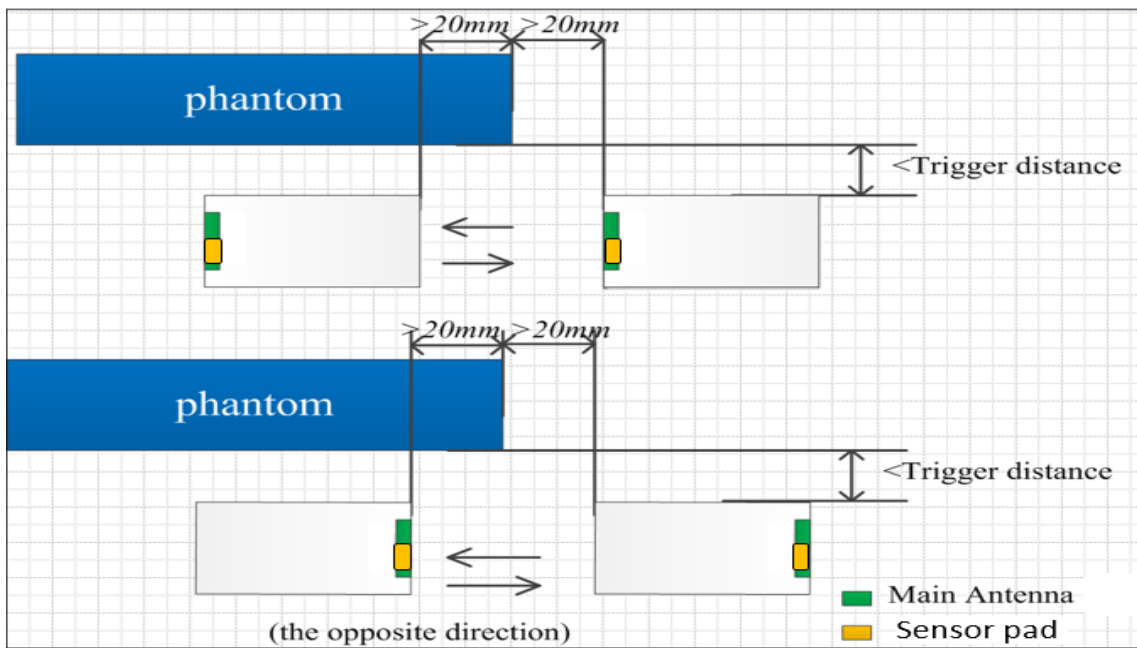 >20mm >20mm
phantom
<Trigger distance
>20mm >20mm
phantom
<Trigger distance
Main Antenna
Sensor pad
(the opposite direction)